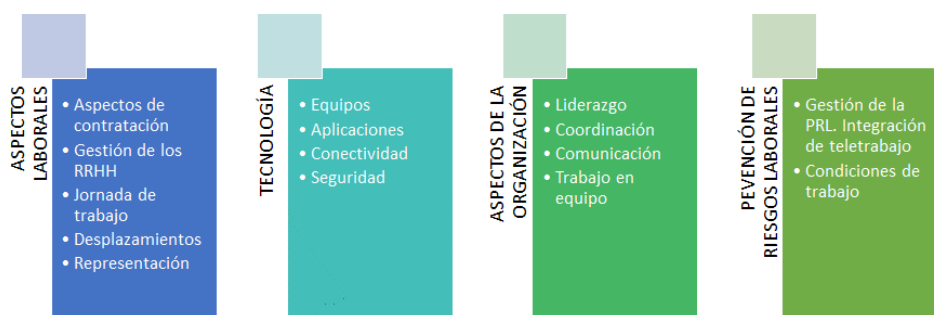 ASPECTOS
LABORALES
• Aspectos de
contratación
• Gestión de los
RRHH
• Jornada de
trabajo
• Desplazamientos
• Representación
TECNOLOGÍA
• Equipos
• Aplicaciones
• Conectividad
• Seguridad
ASPECTOS DE LA
ORGANIZACIÓN
• Liderazgo
• Coordinación
• Comunicación
• Trabajo en
equipo
PEVENCIÓN DE
RIESGOS LABORALES
• Gestión de la
PRL. Integración
de teletrabajo
• Condiciones de
trabajo